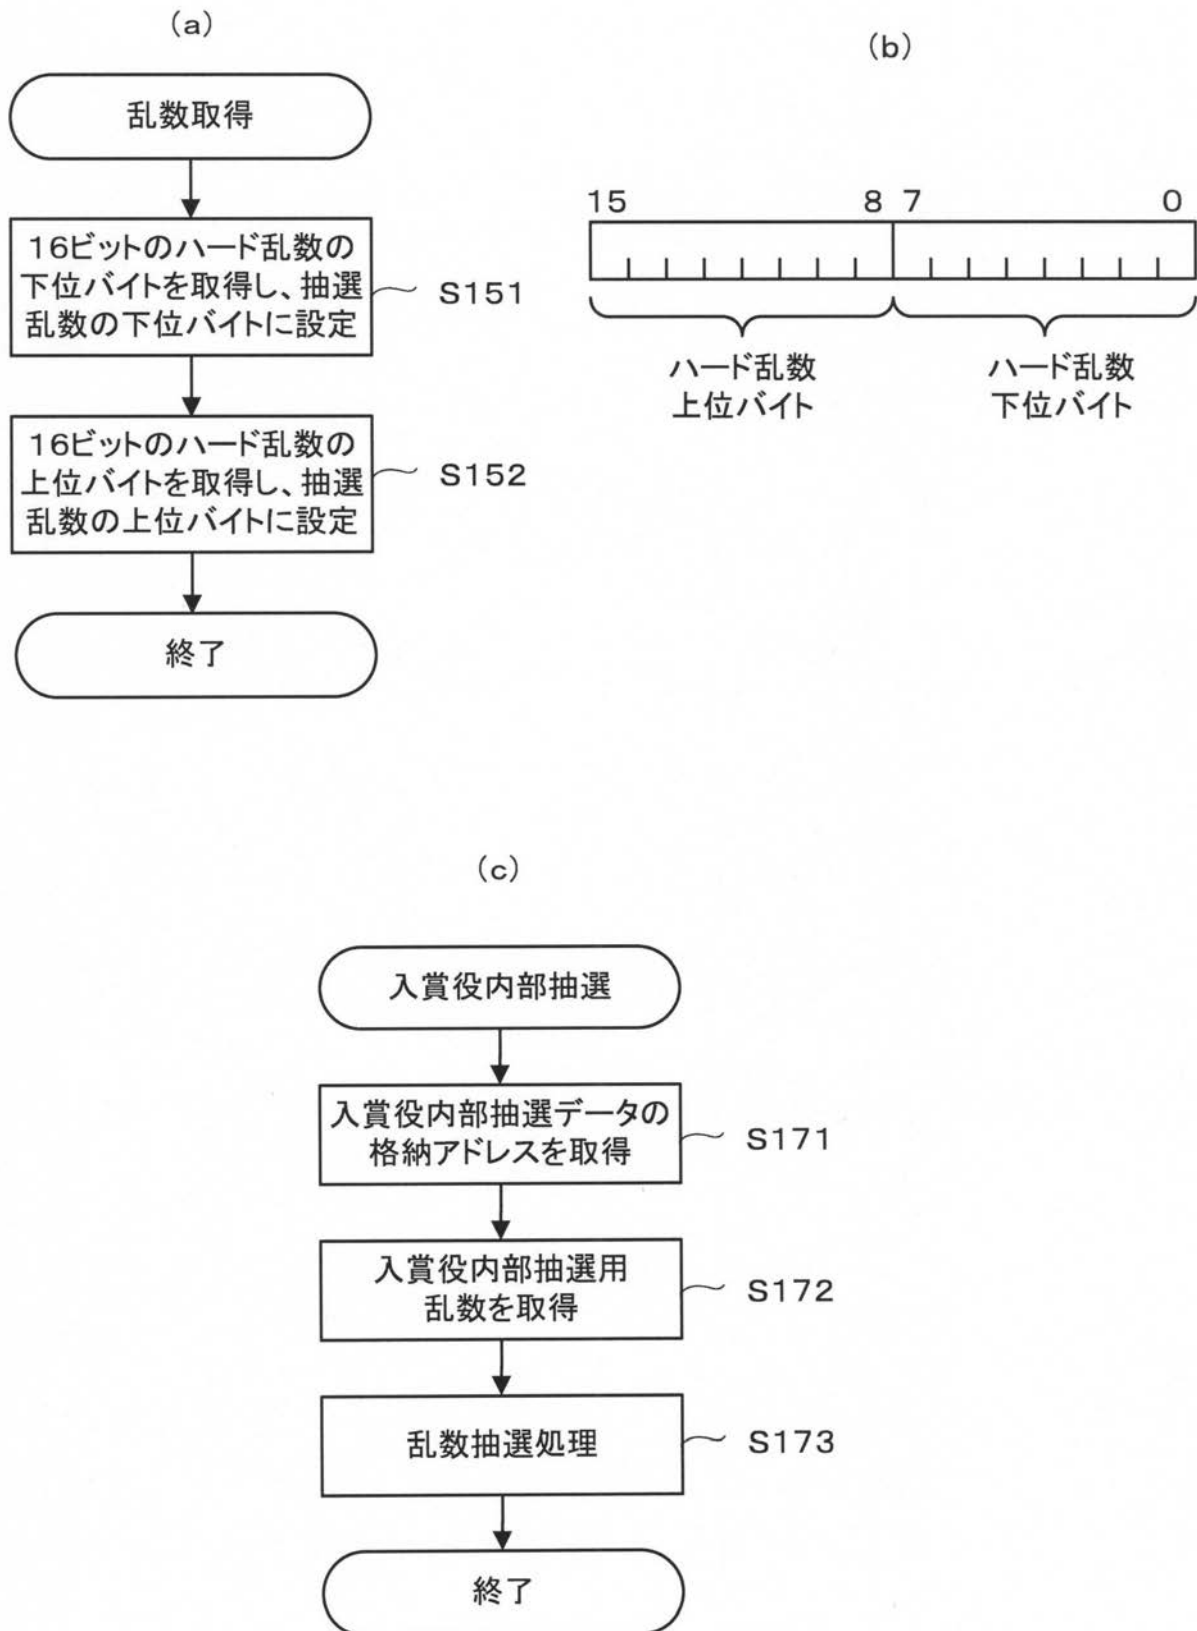 (a)
乱数取得
16ビットのハード乱数の
下位バイトを取得し、抽選
乱数の下位バイトに設定
S151
16ビットのハード乱数の
上位バイトを取得し、抽選
乱数の上位バイトに設定
S152
終了
(b)
15 8 7 0
ハード乱数
上位バイト
ハード乱数
下位バイト
(c)
入賞役内部抽選
入賞役内部抽選データの
格納アドレスを取得
S171
入賞役内部抽選用
乱数を取得
S172
乱数抽選処理
S173
終了